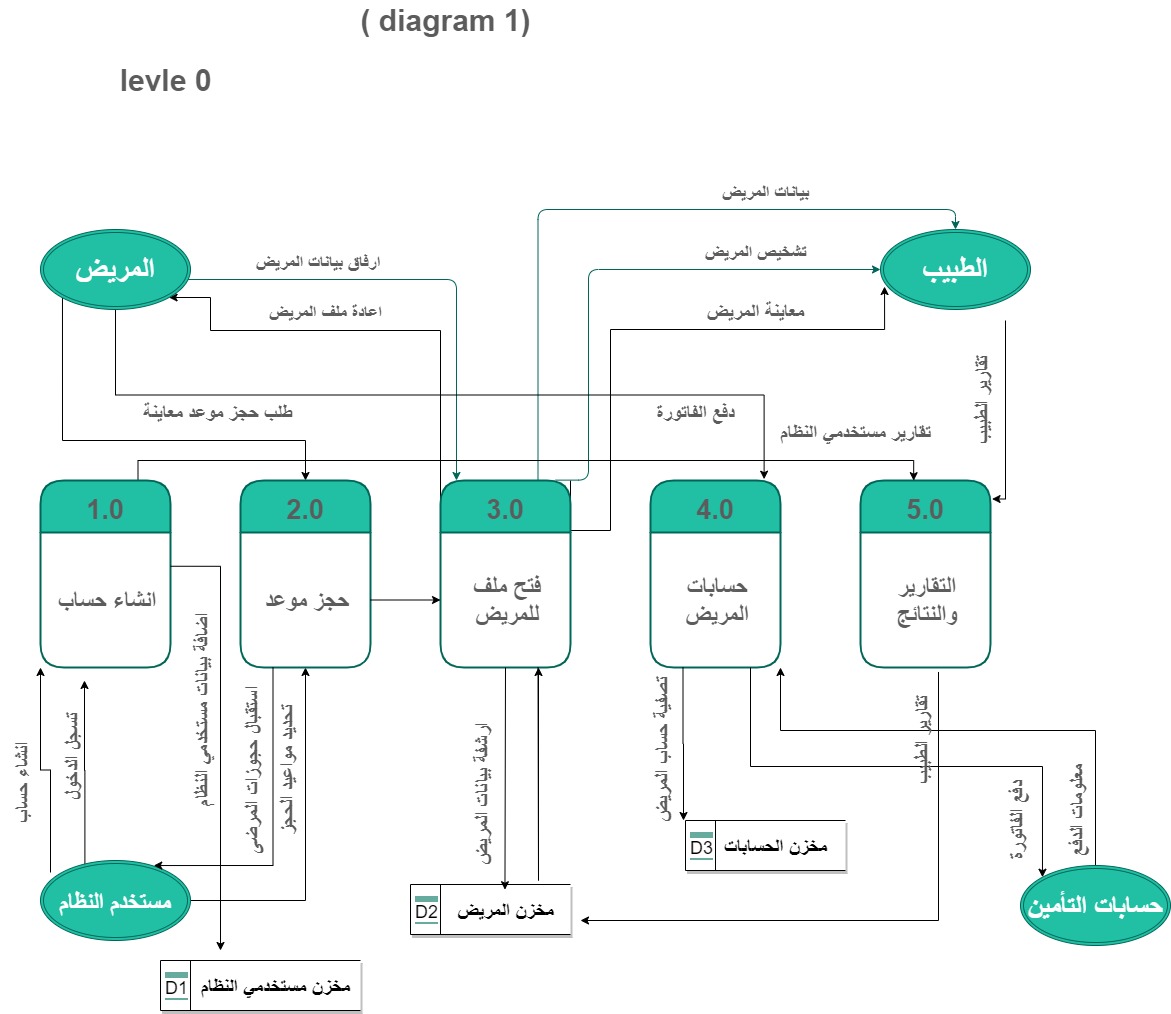 ( diagram 1)
levle 0
بيانات المريض
المريض
ارفاق بيانات المريض
تشخيص المريض
الطبيب
اعادة ملف المريض
معاينة المريض
تقارير الطبيب
طلب حجز موعد معاينة
دفع الفاتورة
تقارير مستخدمي النظام
1.0
2.0
3.0
4.0
5.0
انشاء حساب
حجز موعد
فتح ملف
للمريض
حسابات
المريض
التقارير
والنتائج
انشاء حساب
تسجل الدخول
اضافة بيانات مستخدمي النظام
استقبال حجوزات المرضى
تحديد مواعيد الحجز
ارشفة بيانات المريض
تصفية حساب المريض
تقارير الطبيب
دفع الفاتورة
معلومات الدفع
D3
مخزن الحسابات
مستخدم النظام
D2
مخزن المريض
حسابات التأمين
D1
مخزن مستخدمي النظام